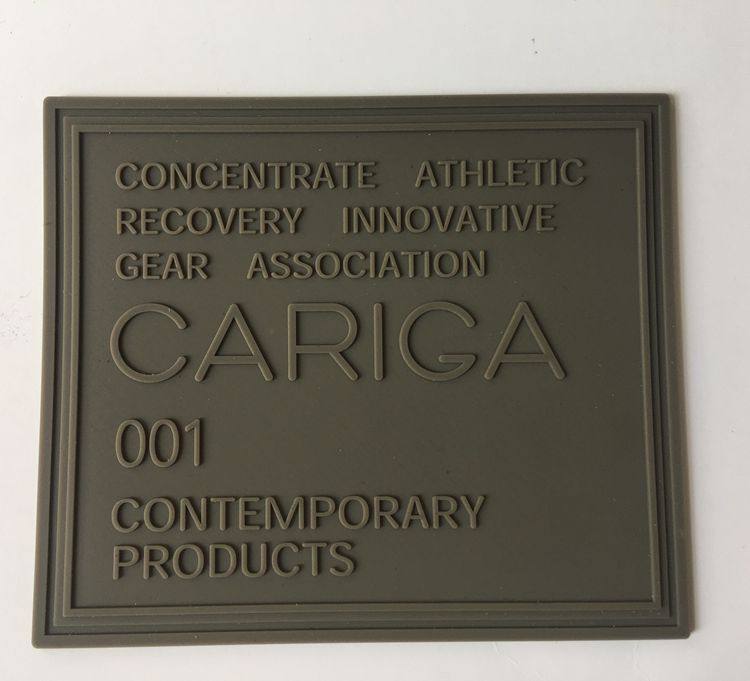 CONCENTRATE ATHLETIC
RECOVERY INNOVATIVE
GEAR ASSOCIATION
CARIGA
001
CONTEMPORARY
PRODUCTS